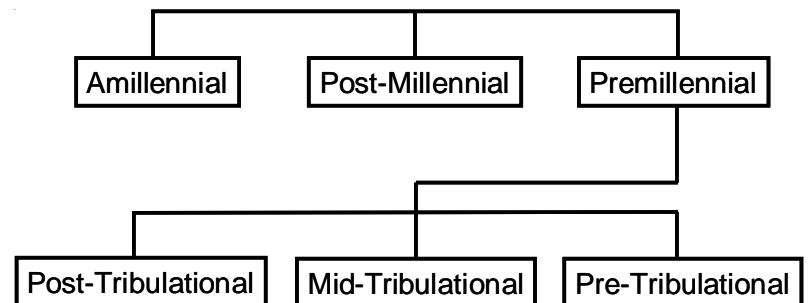 Amillennial
Post-Millennial
Premillennial
Post-Tribulational
Mid-Tribulational
Pre-Tribulational